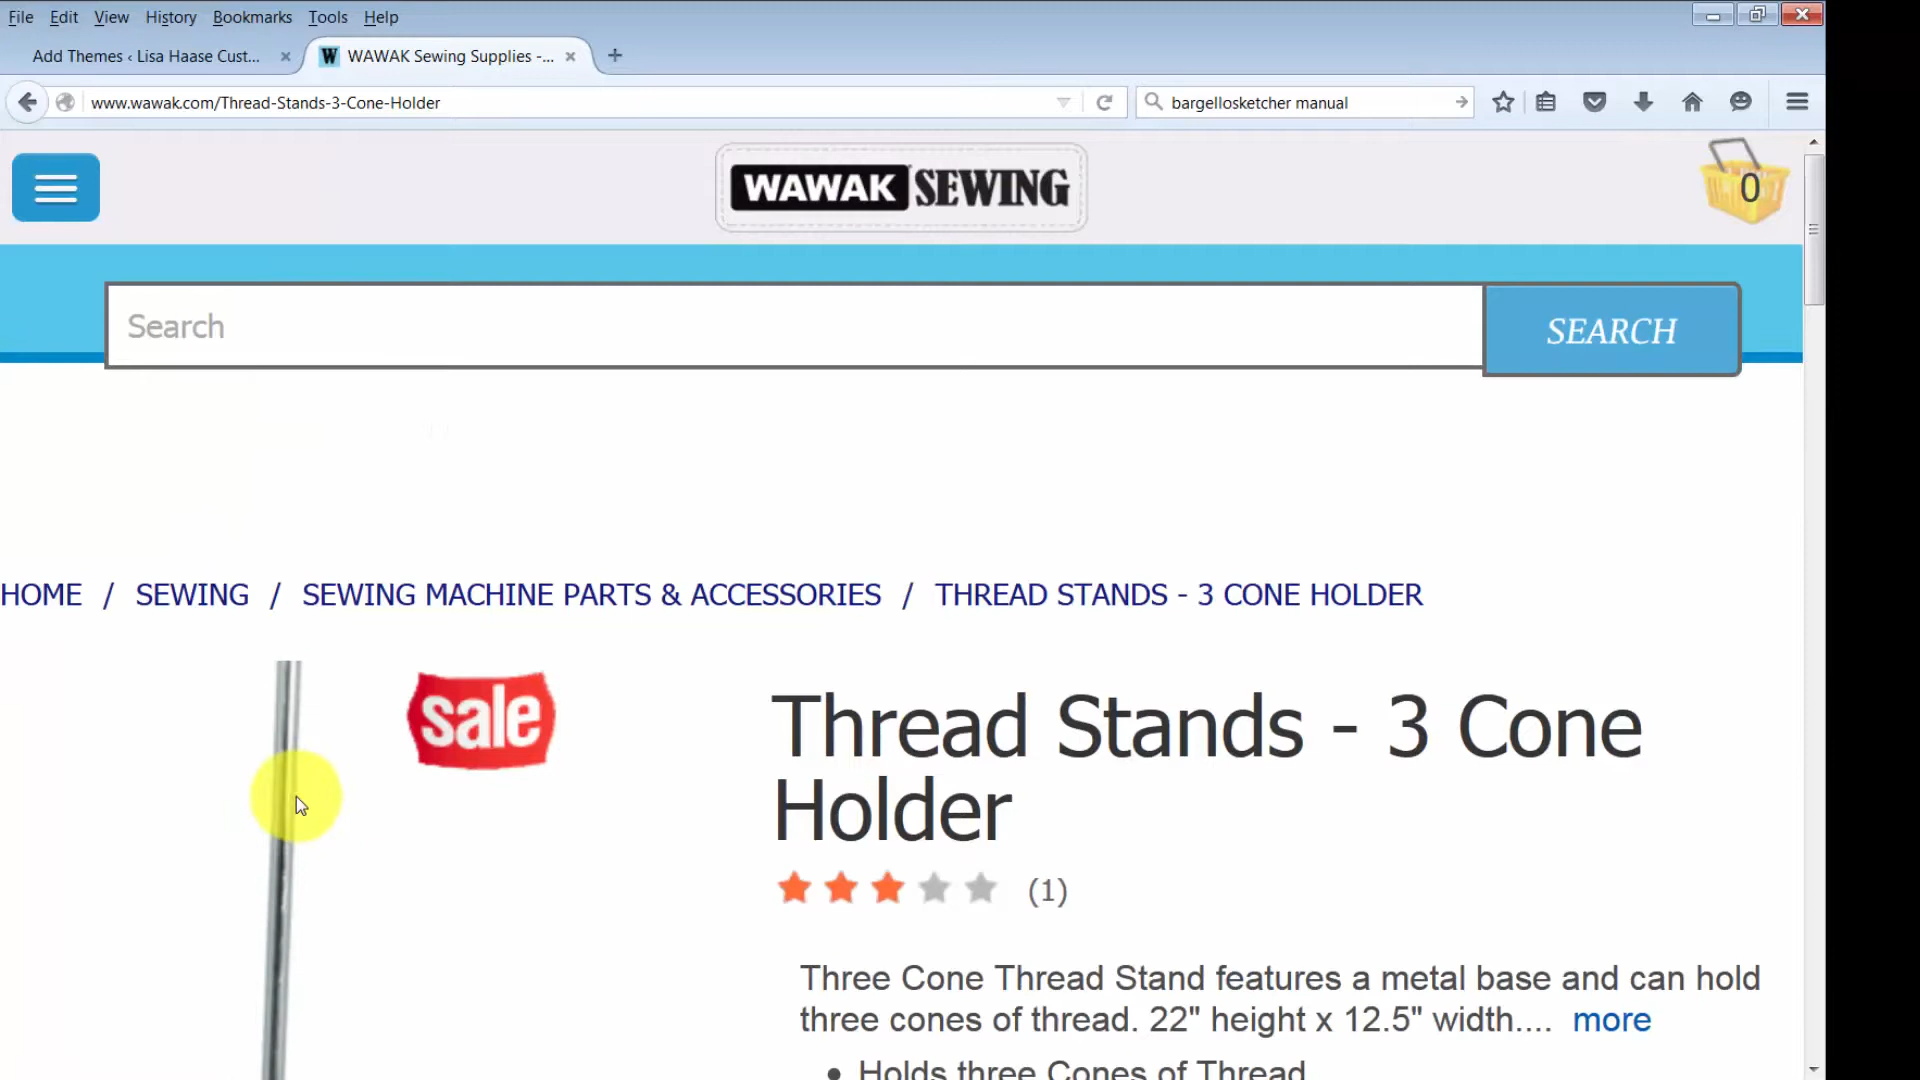 File Edit View History Bookmarks Tools Help
Add Themes ‹ Lisa Haase Cust...
WAWAK Sewing Supplies -...
www.wawak.com/Thread-Stands-3-Cone-Holder
bargellosketcher manual
WAWAK SEWING
0
Search
SEARCH
HOME / SEWING / SEWING MACHINE PARTS & ACCESSORIES / THREAD STANDS - 3 CONE HOLDER
sale
Thread Stands - 3 Cone
Holder
(1)
Three Cone Thread Stand features a metal base and can hold
three cones of thread. 22" height x 12.5" width.... more
• Holds three Cones of Thread